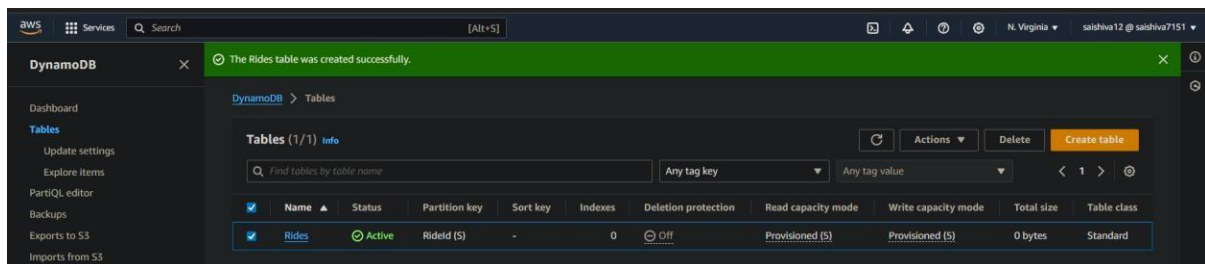 aws Services Search [Alt+S] N. Virginia saishiva12 @ saishiva7151
DynamoDB
The Rides table was created successfully.
DynamoDB > Tables
Dashboard
Tables
Update settings
Explore items
PartiQL editor
Backups
Exports to S3
Imports from S3
Tables (1/1) Info
Actions Delete Create table
Find tables by table name Any tag key Any tag value 1
Name Status Partition key Sort key Indexes Deletion protection Read capacity mode Write capacity mode Total size Table class
Rides Active RideId (S) - 0 Off Provisioned (5) Provisioned (5) 0 bytes Standard